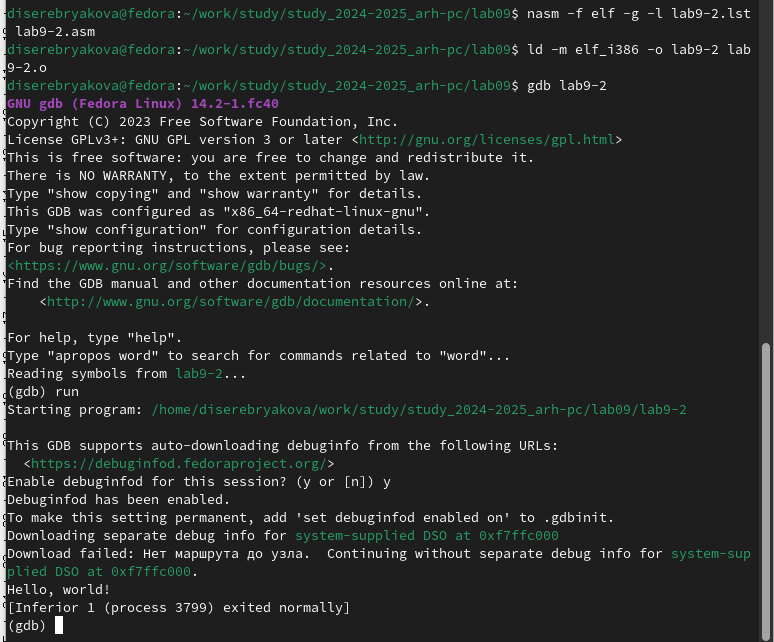 diserebryakova@fedora:~/work/study/study_2024-2025_arh-pc/lab09$ nasm -f elf -g -l lab9-2.lst
 lab9-2.asm
diserebryakova@fedora:~/work/study/study_2024-2025_arh-pc/lab09$ ld -m elf_i386 -o lab9-2 lab
9-2.o
diserebryakova@fedora:~/work/study/study_2024-2025_arh-pc/lab09$ gdb lab9-2
GNU gdb (Fedora Linux) 14.2-1.fc40
Copyright (C) 2023 Free Software Foundation, Inc.
License GPLv3+: GNU GPL version 3 or later <http://gnu.org/licenses/gpl.html>
This is free software: you are free to change and redistribute it.
There is NO WARRANTY, to the extent permitted by law.
Type "show copying" and "show warranty" for details.
This GDB was configured as "x86_64-redhat-linux-gnu".
Type "show configuration" for configuration details.
For bug reporting instructions, please see:
<https://www.gnu.org/software/gdb/bugs/>.
Find the GDB manual and other documentation resources online at:
    <http://www.gnu.org/software/gdb/documentation/>.

For help, type "help".
Type "apropos word" to search for commands related to "word"...
Reading symbols from lab9-2...
(gdb) run
Starting program: /home/diserebryakova/work/study/study_2024-2025_arh-pc/lab09/lab9-2

This GDB supports auto-downloading debuginfo from the following URLs:
  <https://debuginfod.fedoraproject.org/>
Enable debuginfod for this session? (y or [n]) y
Debuginfod has been enabled.
To make this setting permanent, add 'set debuginfod enabled on' to .gdbinit.
Downloading separate debug info for system-supplied DSO at 0xf7ffc000
Download failed: Нет маршрута до узла.  Continuing without separate debug info for system-sup
plied DSO at 0xf7ffc000.
Hello, world!
[Inferior 1 (process 3799) exited normally]
(gdb)